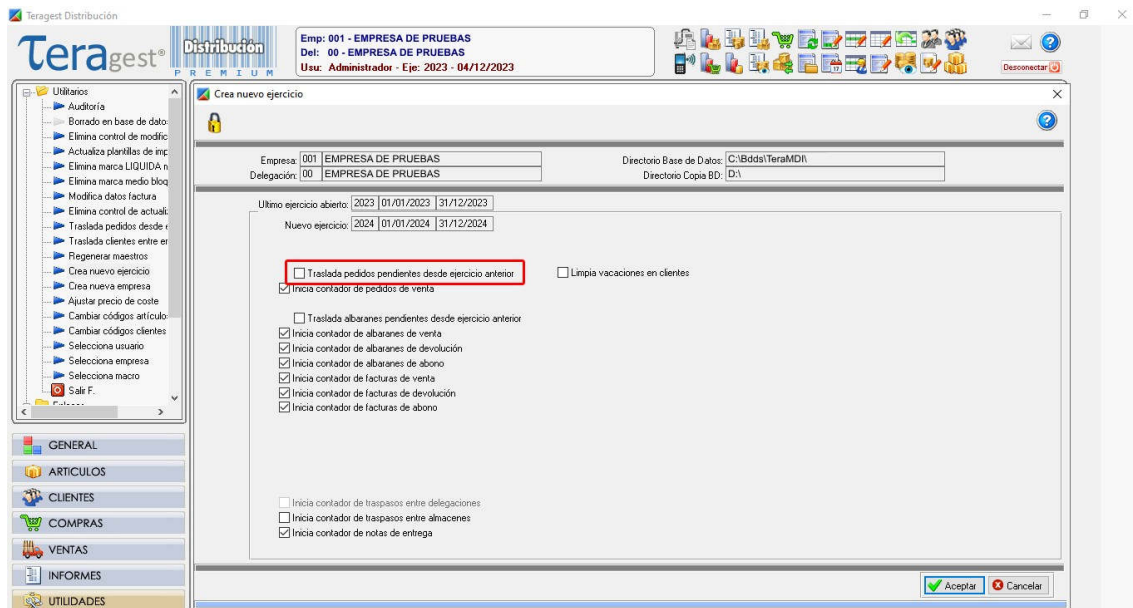 Teragest Distribución
Teragest®
Distribución
PREMIUM
Emp: 001 - EMPRESA DE PRUEBAS
Del: 00 - EMPRESA DE PRUEBAS
Usu: Administrador - Eje: 2023 - 04/12/2023
Desconectar
Utilitarios
Auditoría
Borrado en base de dato
Elimina control de modific
Actualiza plantillas de imp
Elimina marca LIQUIDA n
Elimina marca medio bloq
Modifica datos factura
Elimina control de actuali
Traslada pedidos desde e
Traslada clientes entre er
Regenerar maestros
Crea nuevo ejercicio
Crea nueva empresa
Ajustar precio de coste
Cambiar códigos artículo
Cambiar códigos clientes
Selecciona usuario
Selecciona empresa
Selecciona macro
Salir F.
GENERAL
ARTICULOS
CLIENTES
COMPRAS
VENTAS
INFORMES
UTILIDADES
Crea nuevo ejercicio
Empresa: 001 EMPRESA DE PRUEBAS Directorio Base de Datos: C:\Bdds\TeraMDI\
Delegación: 00 EMPRESA DE PRUEBAS Directorio Copia BD: D:\
Ultimo ejercicio abierto: 2023 01/01/2023 31/12/2023
Nuevo ejercicio: 2024 01/01/2024 31/12/2024
Traslada pedidos pendientes desde ejercicio anterior Limpia vacaciones en clientes
Inicia contador de pedidos de venta
Traslada albaranes pendientes desde ejercicio anterior
Inicia contador de albaranes de venta
Inicia contador de albaranes de devolución
Inicia contador de albaranes de abono
Inicia contador de facturas de venta
Inicia contador de facturas de devolución
Inicia contador de facturas de abono
Inicia contador de traspasos entre delegaciones
Inicia contador de traspasos entre almacenes
Inicia contador de notas de entrega
Aceptar Cancelar